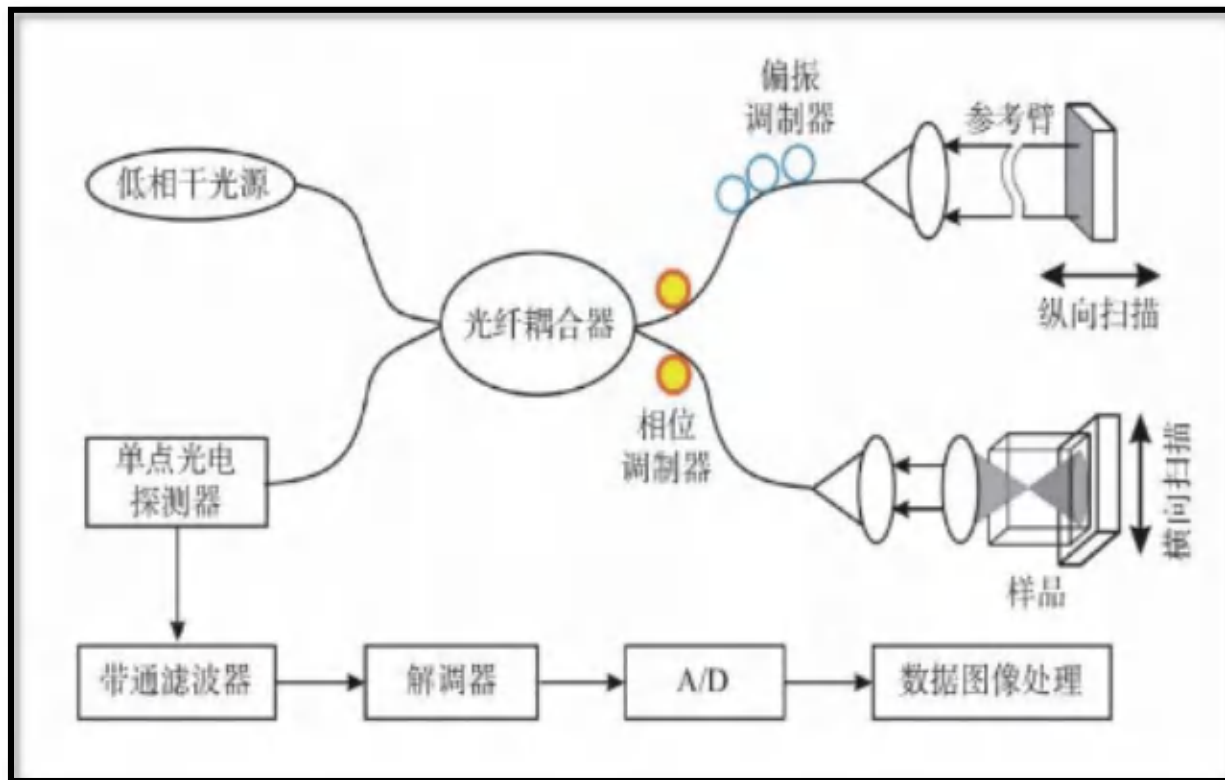 偏振
调制器
参考臂
低相干光源
光纤耦合器
纵向扫描
相位
调制器
单点光电
探测器
横向扫描
样品
带通滤波器
解调器
A/D
数据图像处理